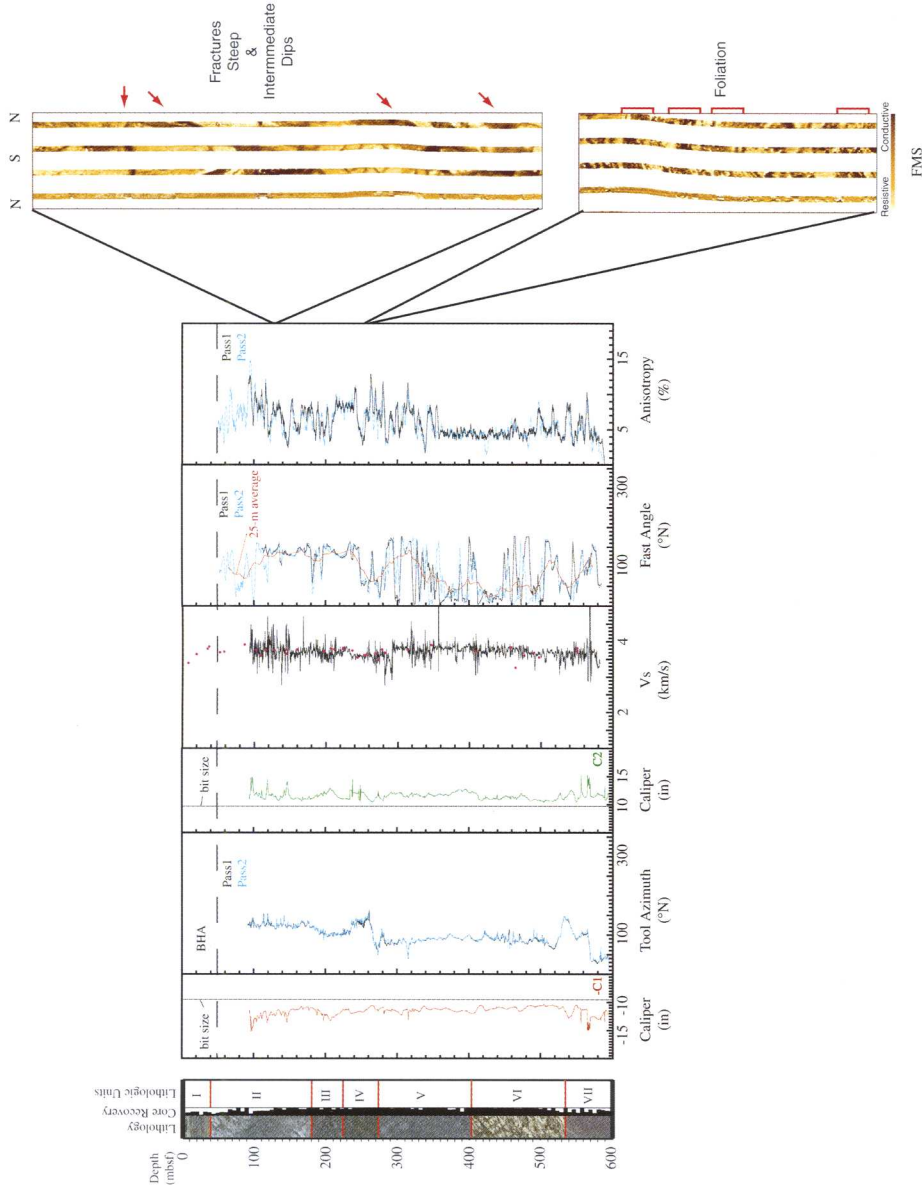 Depth
(mbsf)
0
100
200
300
400
500
600
Lithology
Core Recovery
Lithologic Units
I
II
III
IV
V
VI
VII
bit size
-C1
-15
-10
Caliper
(in)
BHA
Pass1
Pass2
100
300
Tool Azimuth
(°N)
bit size
C2
10
15
Caliper
(in)
2
4
Vs
(km/s)
Pass1
Pass2
25-m average
100
300
Fast Angle
(°N)
Pass1
Pass2
5
15
Anisotropy
(%)
N
S
N
Fractures
Steep
&
Intermmediate
Dips
Foliation
Resistive
Conductive
FMS